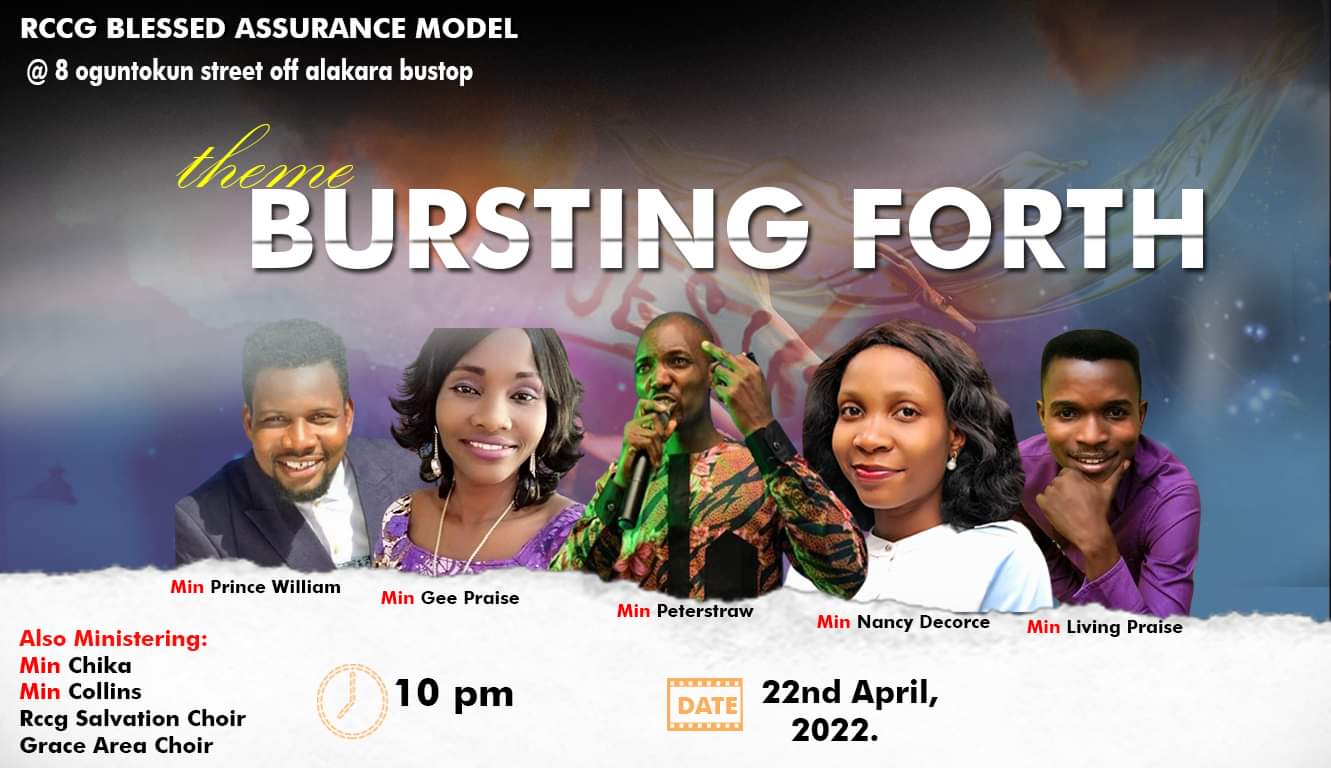 RCCG BLESSED ASSURANCE MODEL
@ 8 oguntokun street off alakara bustop
theme
BURSTING FORTH
Min Prince William
Min Gee Praise
Min Peterstraw
Min Nancy Decorce
Min Living Praise
Also Ministering:
Min Chika
Min Collins
Rccg Salvation Choir
Grace Area Choir
10 pm
DATE
22nd April,
2022.